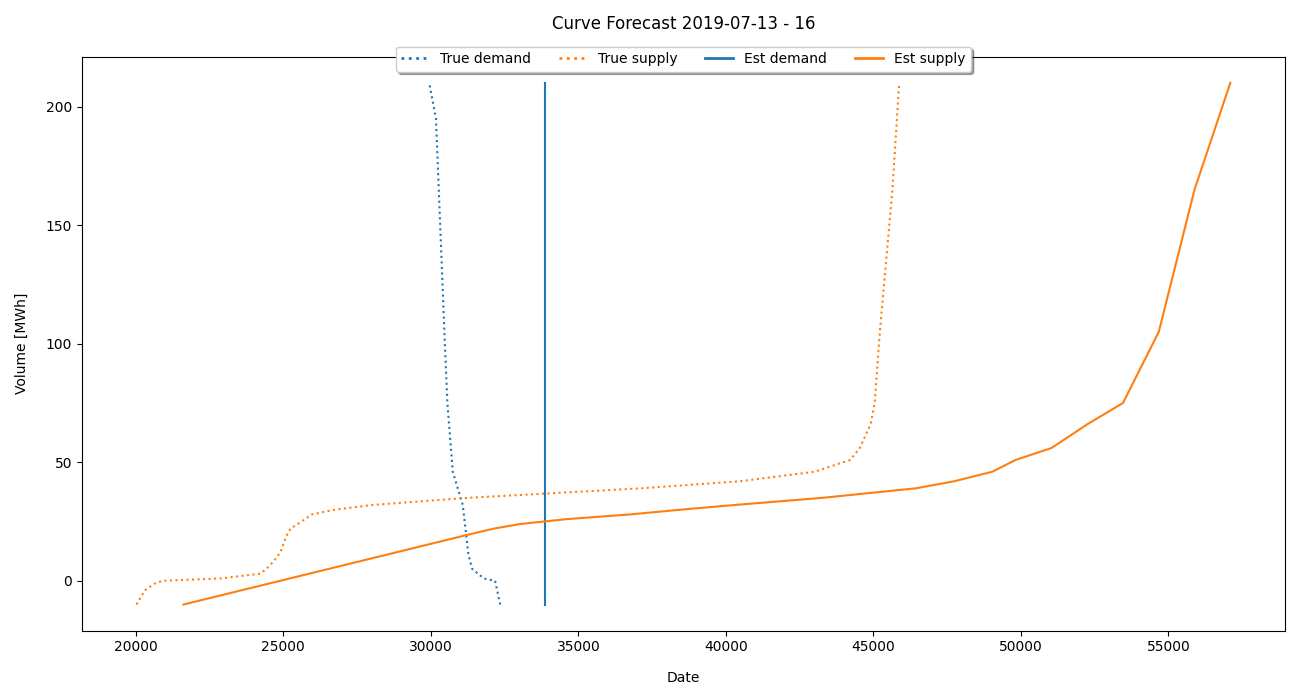 Curve Forecast 2019-07-13 - 16
True demand True supply Est demand Est supply
200
150
100
50
0
Volume [MWh]
20000 25000 30000 35000 40000 45000 50000 55000
Date